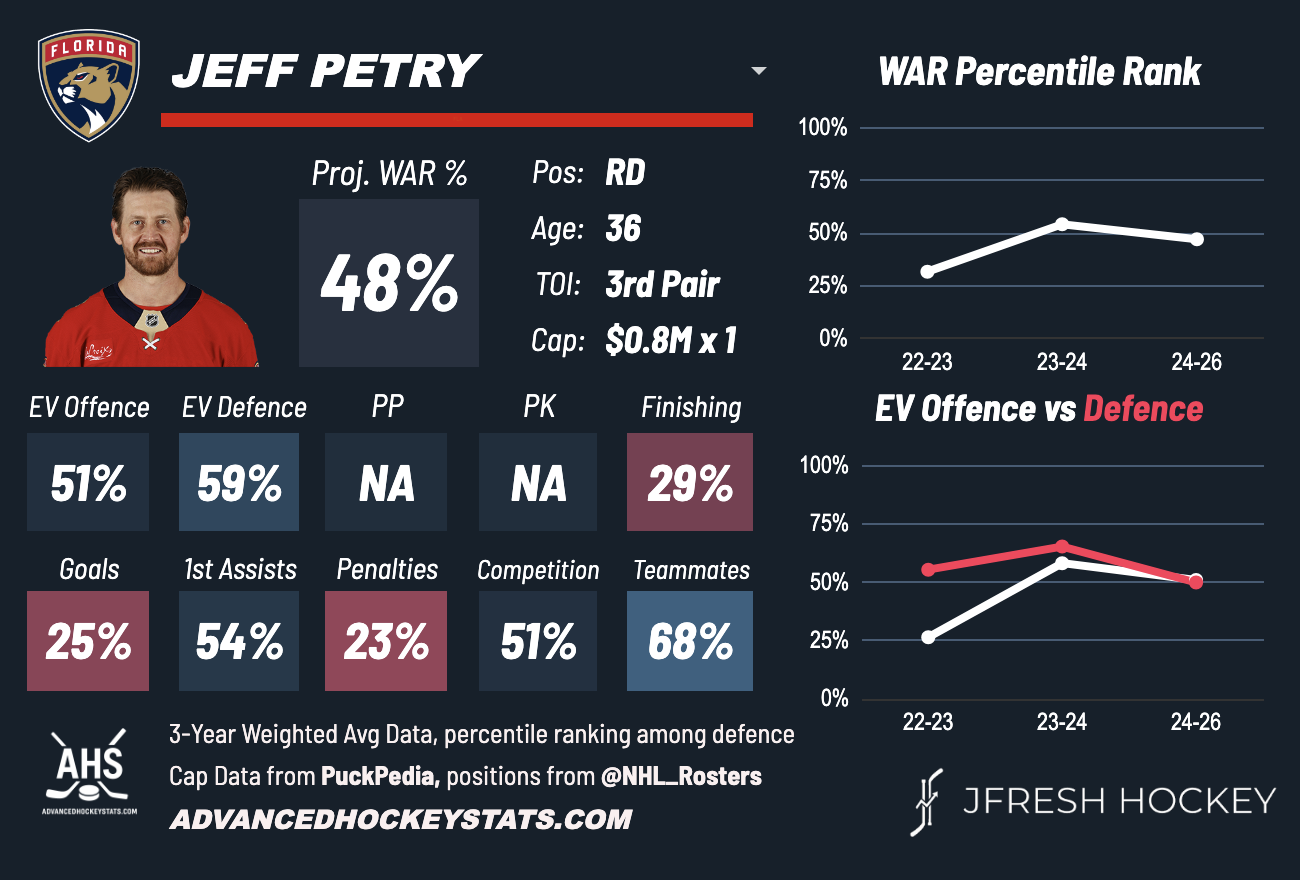 FLORIDA
JEFF PETRY
Proj. WAR %
48%
Pos: RD
Age: 36
TOI: 3rd Pair
Cap: $0.8M x 1
EV Offence EV Defence PP PK Finishing
51% 59% NA NA 29%
Goals 1st Assists Penalties Competition Teammates
25% 54% 23% 51% 68%
WAR Percentile Rank
100%
75%
50%
25%
0%
22-23 23-24 24-26
EV Offence vs Defence
100%
75%
50%
25%
0%
22-23 23-24 24-26
AHS
ADVANCEDHOCKEYSTATS.COM
3-Year Weighted Avg Data, percentile ranking among defence
Cap Data from PuckPedia, positions from @NHL_Rosters
ADVANCEDHOCKEYSTATS.COM
JFRESH HOCKEY